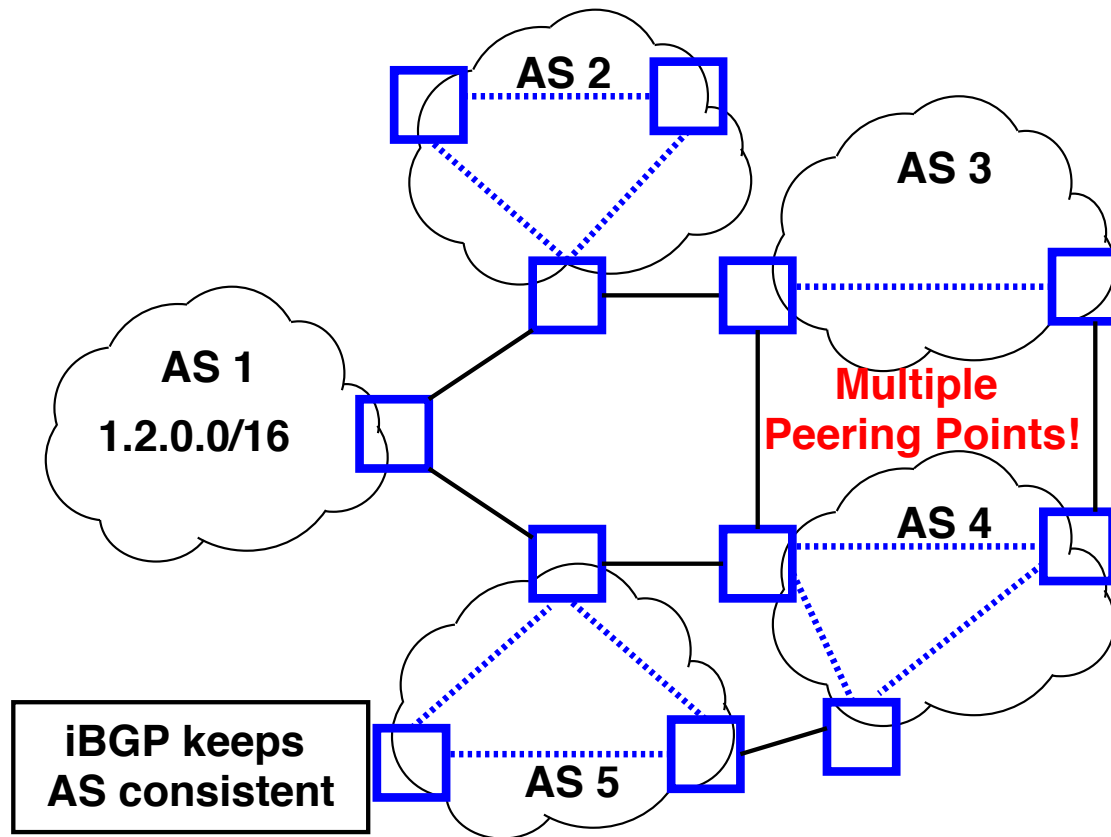 AS 2
AS 3
AS 1
1.2.0.0/16
Multiple
Peering Points!
AS 4
iBGP keeps
AS consistent
AS 5